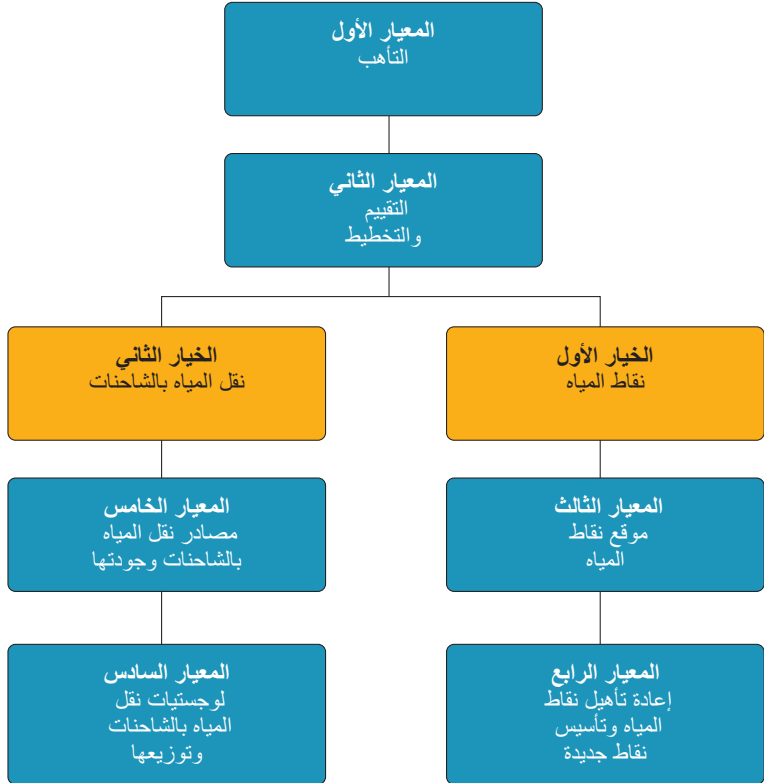 المعيار الأول
التأهب
المعيار الثاني
التقييم
والتخطيط
الخيار الأول
نقاط المياه
الخيار الثاني
نقل المياه بالشاحنات
المعيار الثالث
موقع نقاط
المياه
المعيار الخامس
مصادر نقل المياه
بالشاحنات وجودتها
المعيار الرابع
إعادة تأهيل نقاط
المياه وتأسيس
نقاط جديدة
المعيار السادس
لوجستيات نقل
المياه بالشاحنات
وتوزيعها